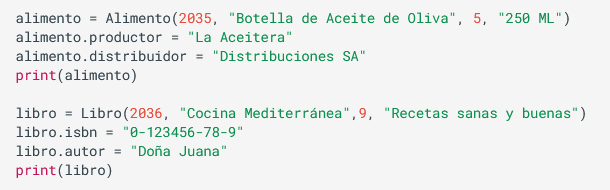 alimento = Alimento(2035, "Botella de Aceite de Oliva", 5, "250 ML")
alimento.productor = "La Aceitera"
alimento.distribuidor = "Distribuciones SA"
print(alimento)

libro = Libro(2036, "Cocina Mediterránea",9, "Recetas sanas y buenas")
libro.isbn = "0-123456-78-9"
libro.autor = "Doña Juana"
print(libro)